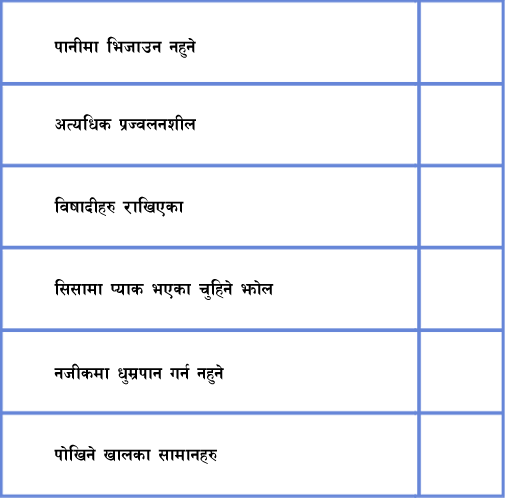 पानीमा भिजाउन नहुने
अत्यधिक प्रज्वलनशील
विषादीहरु राखिएका
सिसामा प्याक भएका चुहिने झोल
नजीकमा धुम्रपान गर्न नहुने
पोखिने खालका सामानहरु